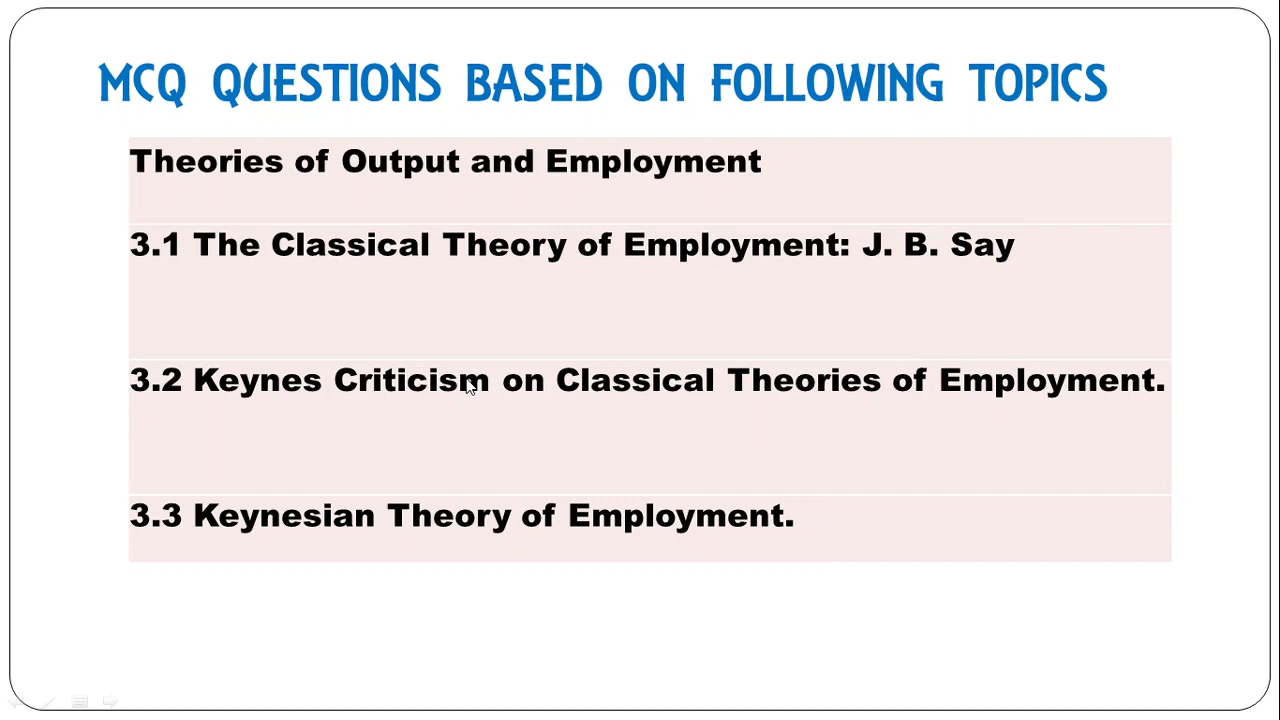 MCQ QUESTIONS BASED ON FOLLOWING TOPICS
Theories of Output and Employment
3.1 The Classical Theory of Employment: J. B. Say
3.2 Keynes Criticism on Classical Theories of Employment.
3.3 Keynesian Theory of Employment.